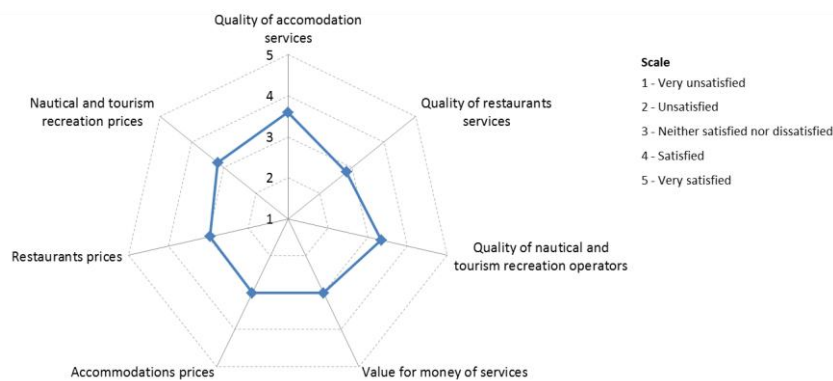 Quality of accomodation
services
5
4
3
2
1
Nautical and tourism
recreation prices
Quality of restaurants
services
Restaurants prices
Quality of nautical and
tourism recreation operators
Accommodations prices
Value for money of services
Scale
1 - Very unsatisfied
2 - Unsatisfied
3 - Neither satisfied nor dissatisfied
4 - Satisfied
5 - Very satisfied